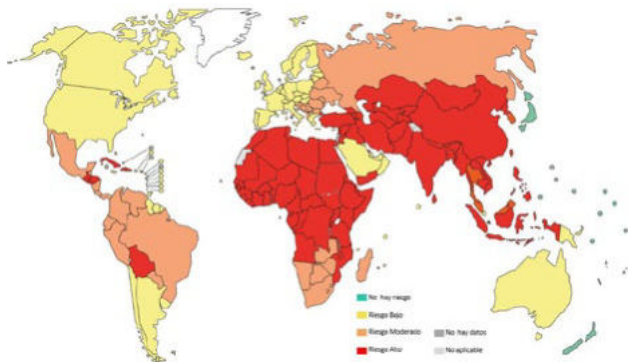 No hay riesgo
Riesgo Bajo
Riesgo Moderado
Riesgo Alto
No hay datos
No aplicable